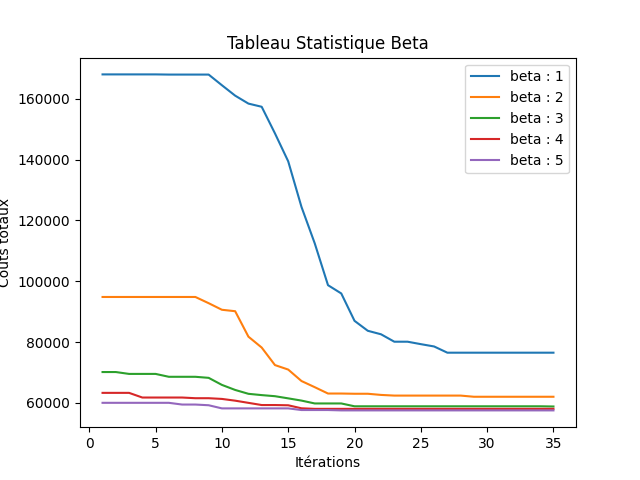 Tableau Statistique Beta
beta : 1
beta : 2
beta : 3
beta : 4
beta : 5
160000
140000
120000
100000
80000
60000
Coûts totaux
0 5 10 15 20 25 30 35
Itérations